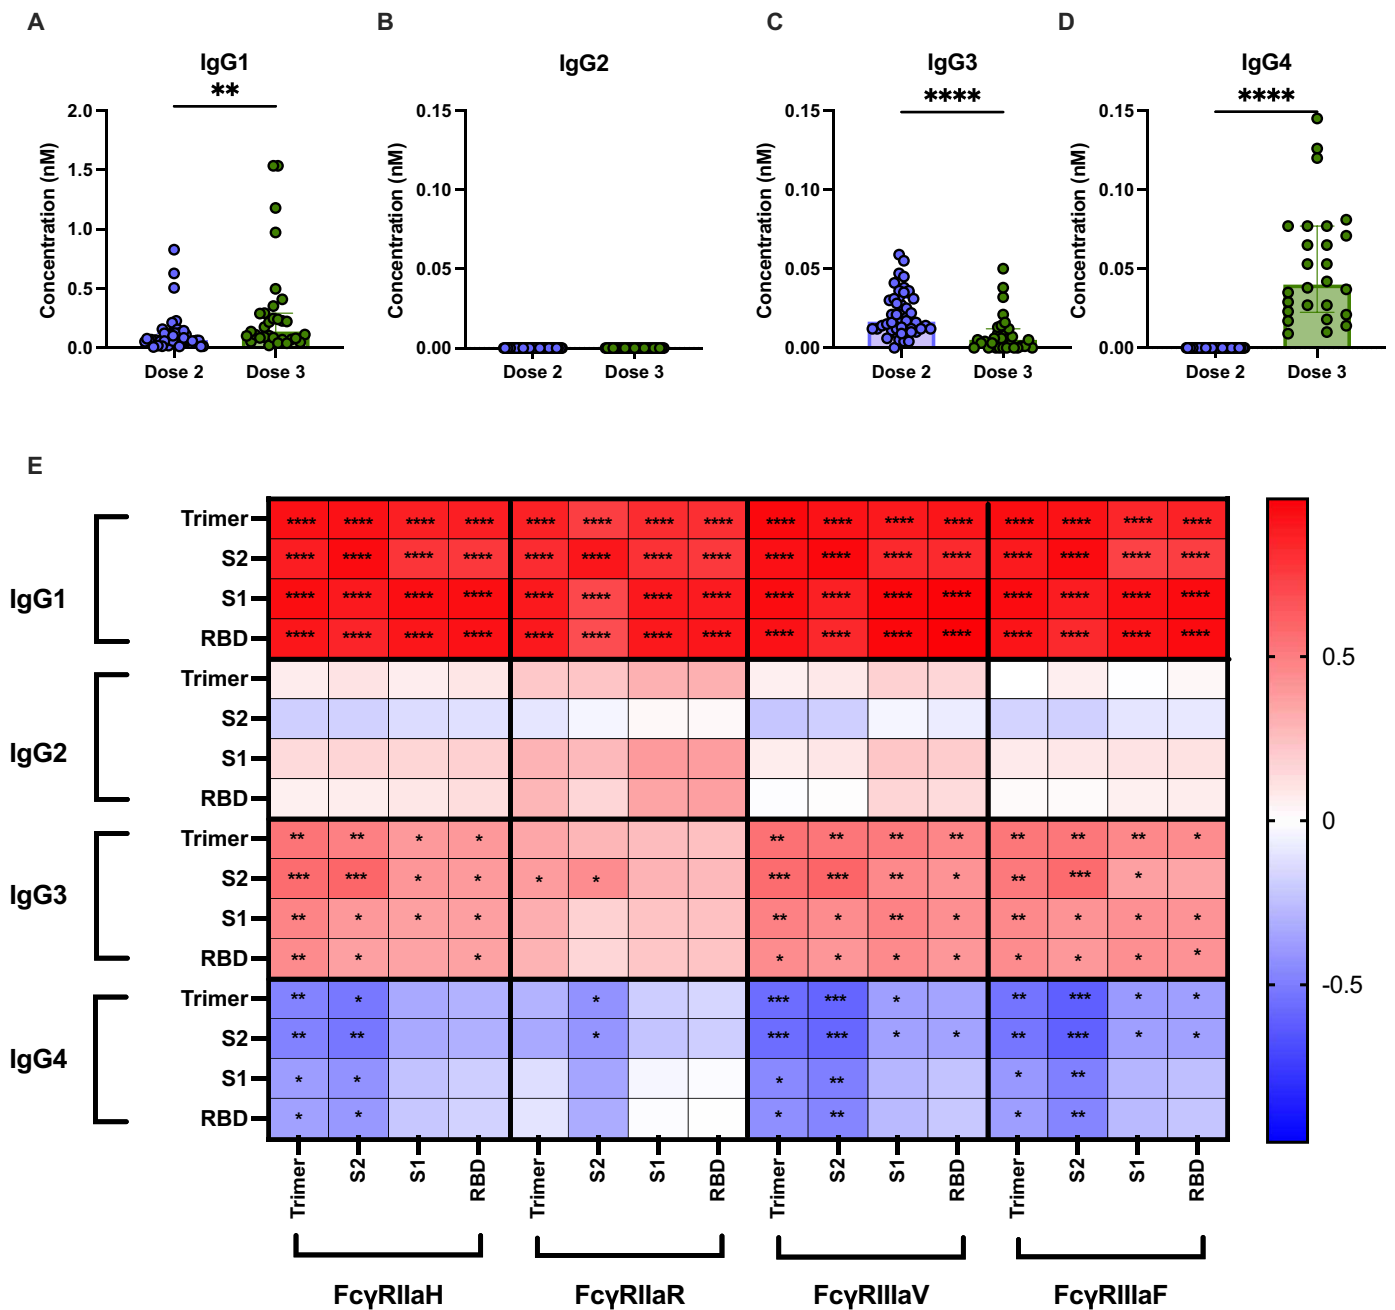 A B C D
IgG1 IgG2 IgG3 IgG4
** **** ****
Concentration (nM)
2.0
1.5
1.0
0.5
0.0
Dose 2 Dose 3
Concentration (nM)
0.15
0.10
0.05
0.00
Dose 2 Dose 3
Concentration (nM)
0.15
0.10
0.05
0.00
Dose 2 Dose 3
Concentration (nM)
0.15
0.10
0.05
0.00
Dose 2 Dose 3
E
IgG1
Trimer **** **** **** **** **** **** **** **** **** **** **** **** **** **** **** ****
S2 **** **** **** **** **** **** **** **** **** **** **** **** **** **** **** ****
S1 **** **** **** **** **** **** **** **** **** **** **** **** **** **** **** ****
RBD **** **** **** **** **** **** **** **** **** **** **** **** **** **** **** ****
IgG2
Trimer
S2
S1
RBD
IgG3
Trimer ** ** * * ** ** ** ** ** ** ** *
S2 *** *** * * * * *** *** ** * ** *** *
S1 ** * * * ** * ** * ** * * *
RBD ** * * * * * * * * * *
IgG4
Trimer ** * * *** *** * ** *** * *
S2 ** ** * *** *** * * ** *** * *
S1 * * * ** * **
RBD * * * ** * **
0.5
0
-0.5
Trimer S2 S1 RBD Trimer S2 S1 RBD Trimer S2 S1 RBD Trimer S2 S1 RBD
FcγRIIaH FcγRIIaR FcγRIIIaV FcγRIIIaF